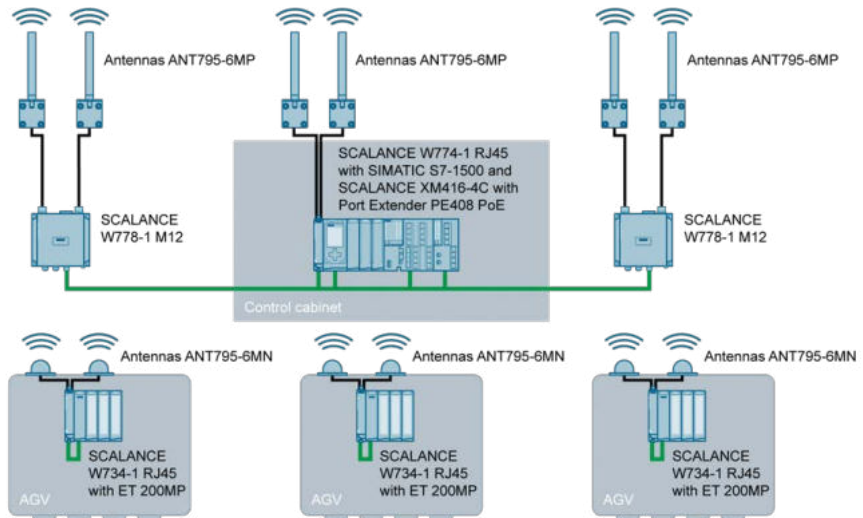 Antennas ANT795-6MP
Antennas ANT795-6MP
Antennas ANT795-6MP
SCALANCE W774-1 RJ45
with SIMATIC S7-1500 and
SCALANCE XM416-4C with
Port Extender PE408 PoE
SCALANCE
W778-1 M12
SCALANCE
W778-1 M12
Control cabinet
Antennas ANT795-6MN
Antennas ANT795-6MN
Antennas ANT795-6MN
SCALANCE
W734-1 RJ45
with ET 200MP
AGV
SCALANCE
W734-1 RJ45
with ET 200MP
AGV
SCALANCE
W734-1 RJ45
with ET 200MP
AGV